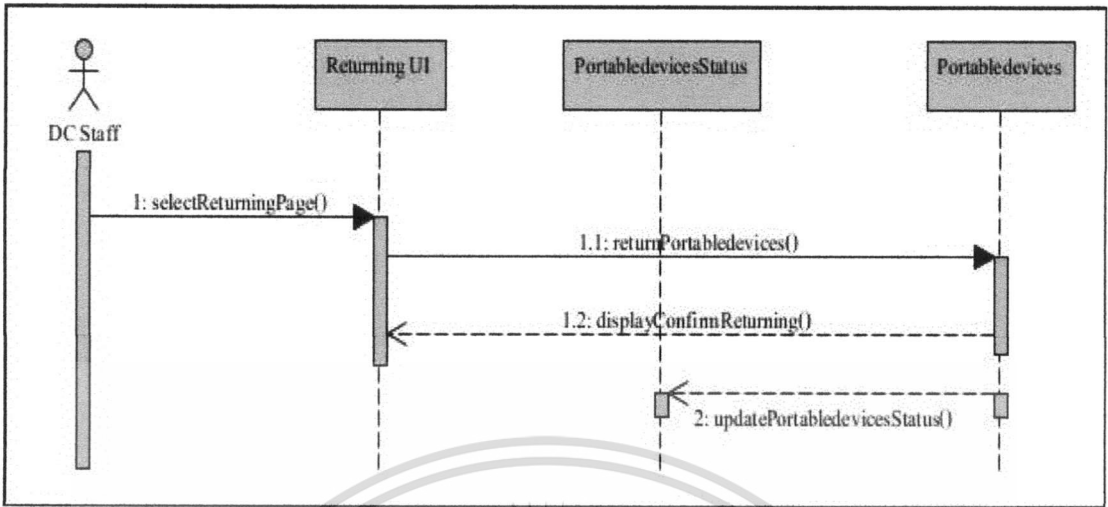 Returning UI
PortabledevicesStatus
Portabledevices
DC Staff
1: selectReturningPage()
1.1: returnPortabledevices()
1.2: displayConfirmReturning()
2: updatePortabledevicesStatus()